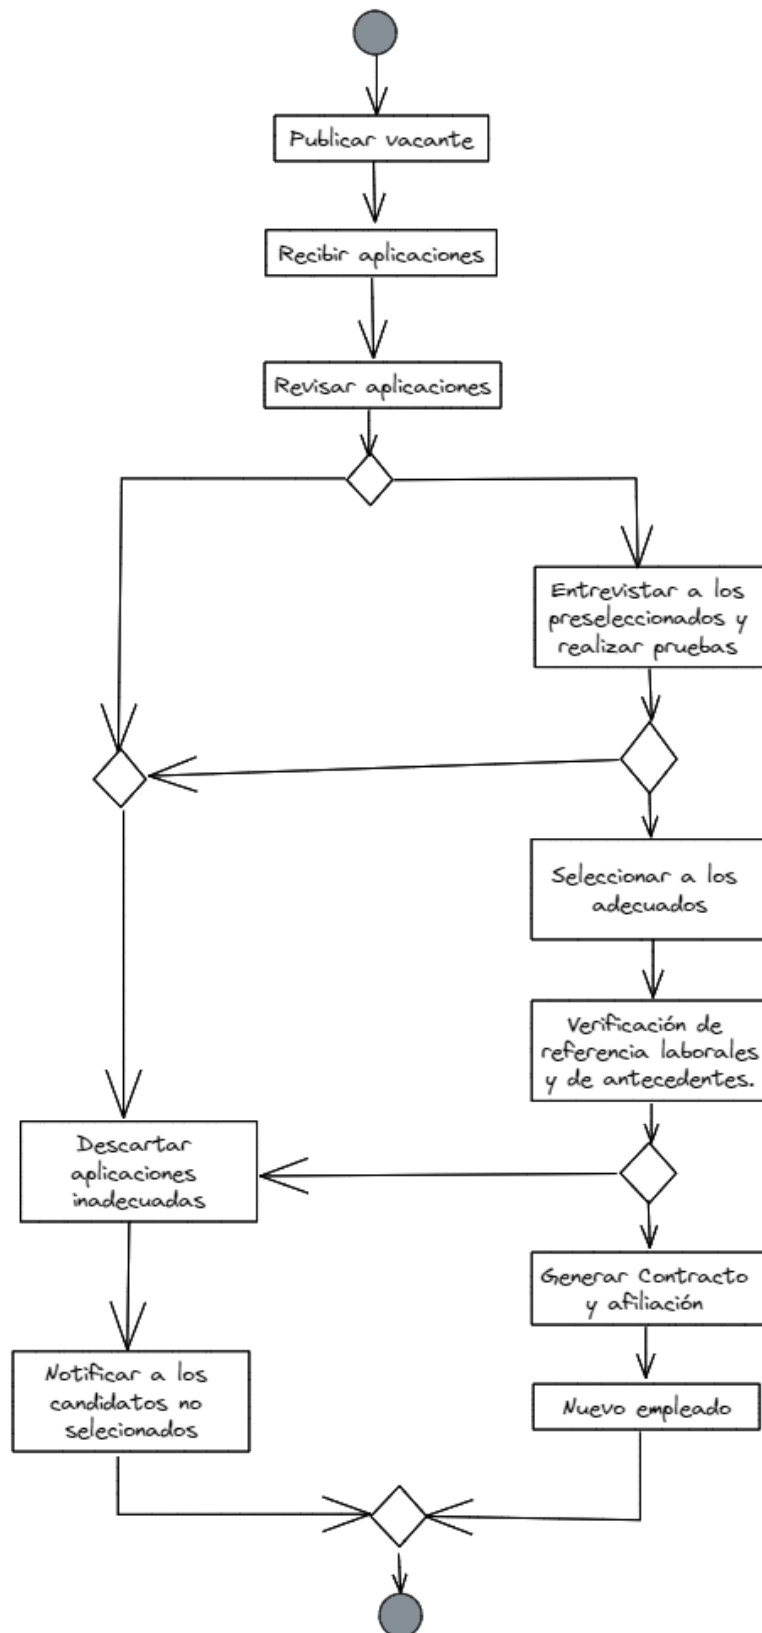 Publicar vacante
Recibir aplicaciones
Revisar aplicaciones
Entrevistar a los
preseleccionados y
realizar pruebas
Seleccionar a los
adecuados
Verificación de
referencia laborales
y de antecedentes.
Descartar
aplicaciones
inadecuadas
Generar Contracto
y afiliación
Notificar a los
candidatos no
selecionados
Nuevo empleado